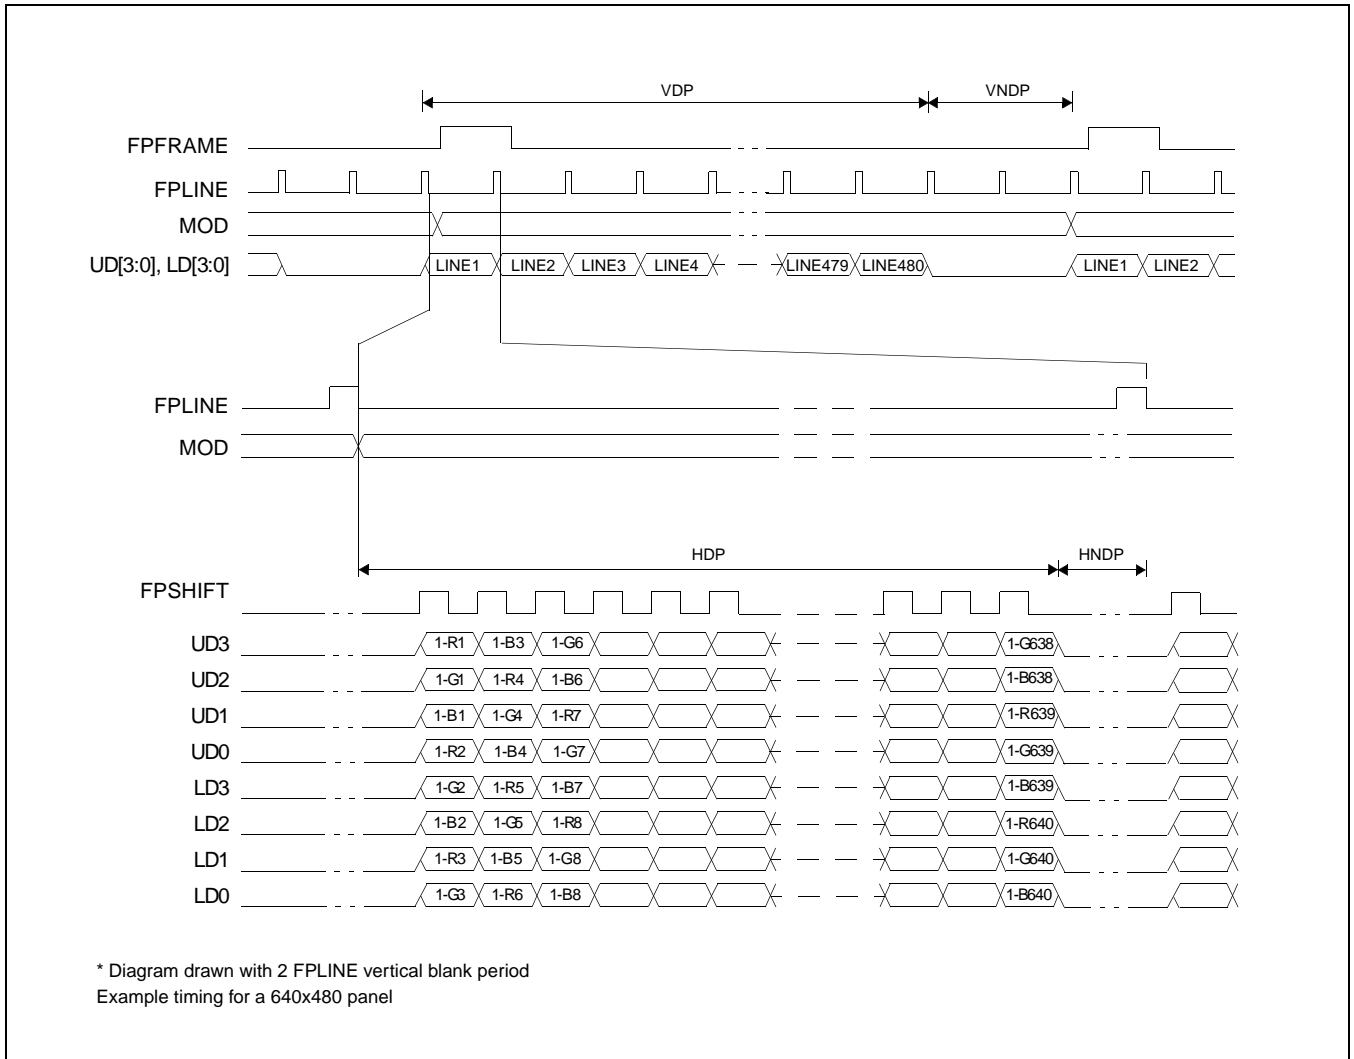 VDP VNDP
FPFRAME
FPLINE
MOD
UD[3:0], LD[3:0] LINE1 LINE2 LINE3 LINE4 LINE479 LINE480 LINE1 LINE2
FPLINE
MOD
HDP HNDP
FPSHIFT
UD3 1-R1 1-B3 1-G6 1-G638
UD2 1-G1 1-R4 1-B6 1-B638
UD1 1-B1 1-G4 1-R7 1-R639
UD0 1-R2 1-B4 1-G7 1-G639
LD3 1-G2 1-R5 1-B7 1-B639
LD2 1-B2 1-G5 1-R8 1-R640
LD1 1-R3 1-B5 1-G8 1-G640
LD0 1-G3 1-R6 1-B8 1-B640
* Diagram drawn with 2 FPLINE vertical blank period
Example timing for a 640x480 panel